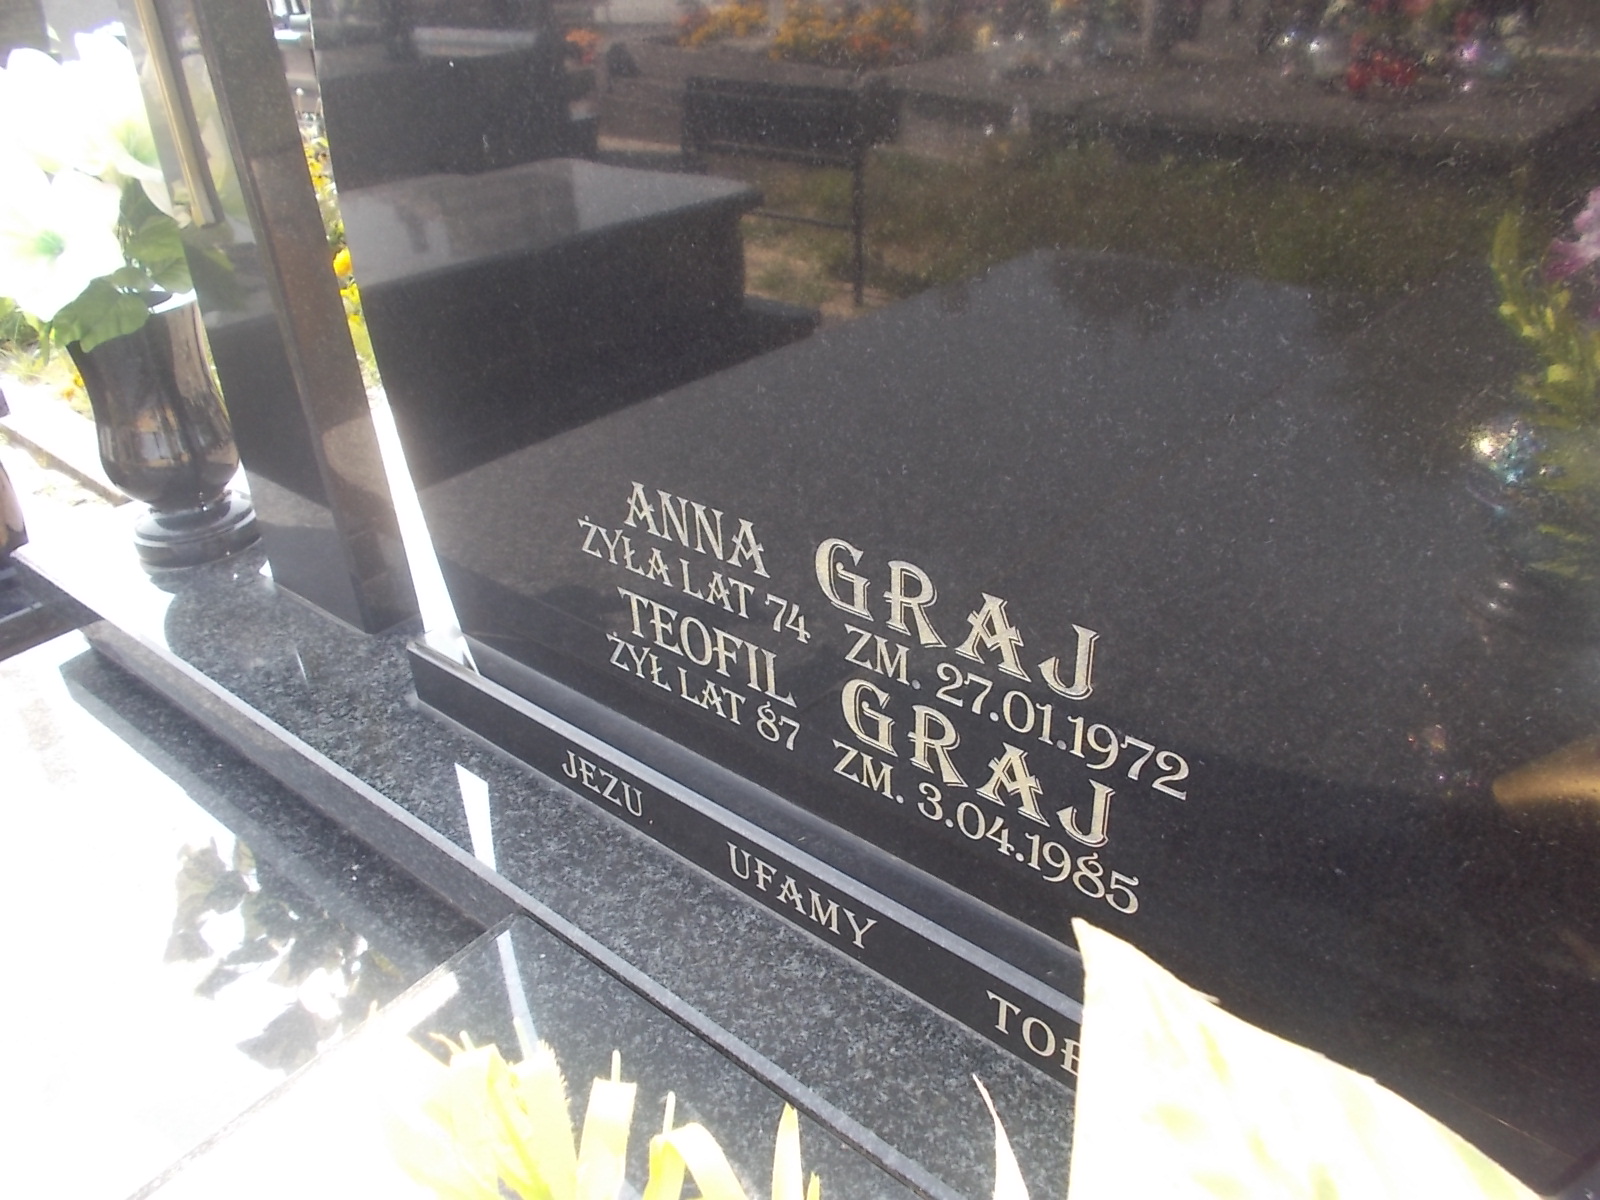 ANNA GRAJ
ŻYŁA LAT 74 ZM. 27.01.1972
TEOFIL GRAJ
ŻYŁ LAT 87 ZM. 3.04.1985
JEZU UFAMY